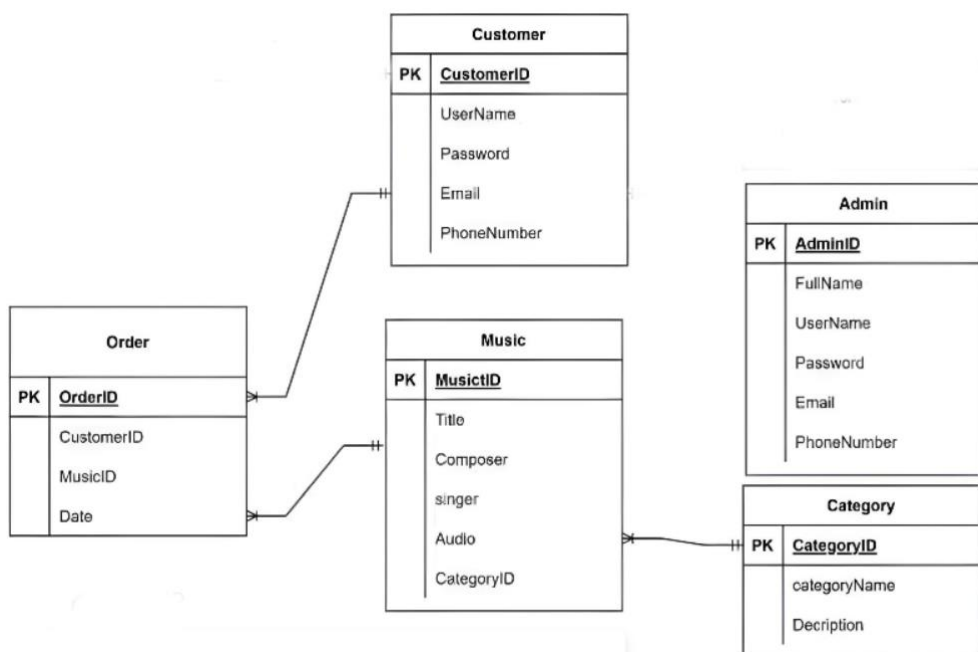 Customer
PK CustomerID
UserName
Password
Email
PhoneNumber
Admin
PK AdminID
FullName
UserName
Password
Email
PhoneNumber
Order
PK OrderID
CustomerID
MusicID
Date
Music
PK MusictID
Title
Composer
singer
Audio
CategoryID
Category
PK CategoryID
categoryName
Decription